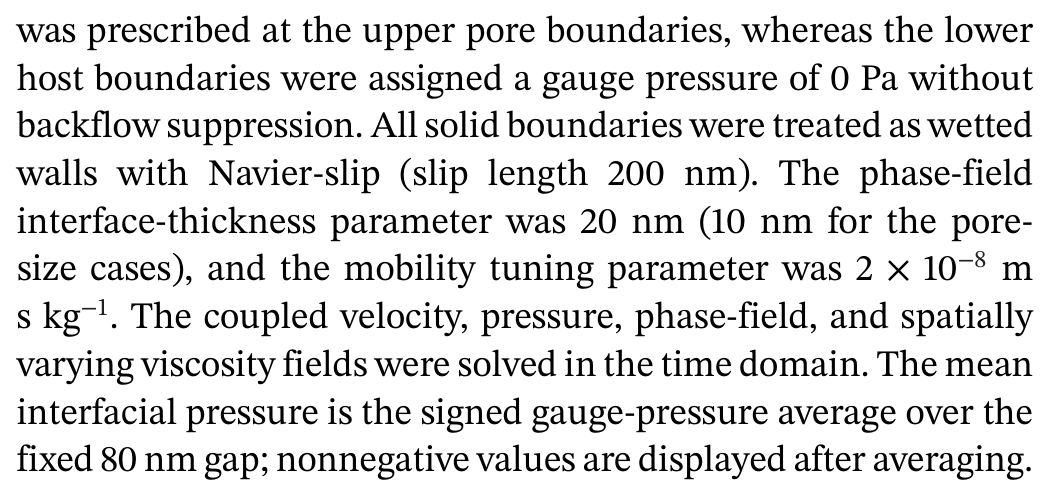 was prescribed at the upper pore boundaries, whereas the lower
host boundaries were assigned a gauge pressure of 0 Pa without
backflow suppression. All solid boundaries were treated as wetted
walls with Navier-slip (slip length 200 nm). The phase-field
interface-thickness parameter was 20 nm (10 nm for the pore-
size cases), and the mobility tuning parameter was 2 × 10⁻⁸ m
s kg⁻¹. The coupled velocity, pressure, phase-field, and spatially
varying viscosity fields were solved in the time domain. The mean
interfacial pressure is the signed gauge-pressure average over the
fixed 80 nm gap; nonnegative values are displayed after averaging.